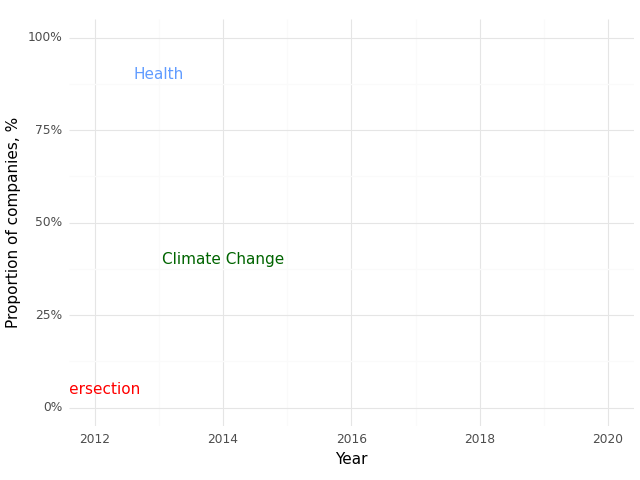 100%
Health
75%
50%
Climate Change
25%
ersection
0%
2012 2014 2016 2018 2020
Year
Proportion of companies, %